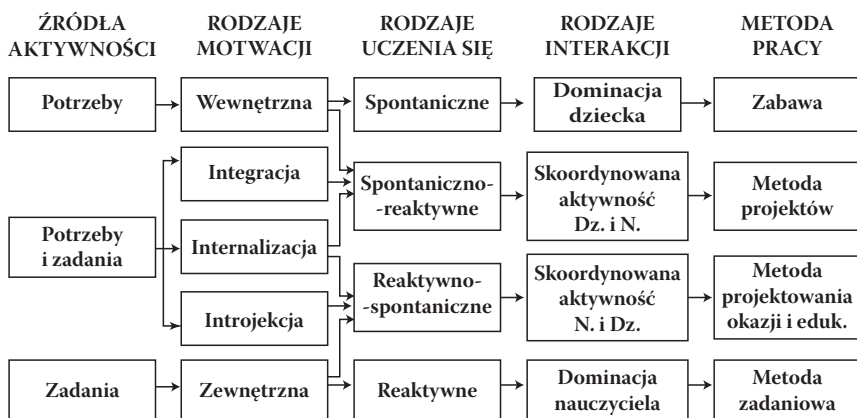 ŹRÓDŁA
AKTYWNOŚCI
RODZAJE
MOTWACJI
RODZAJE
UCZENIA SIĘ
RODZAJE
INTERAKCJI
METODA
PRACY
Potrzeby
Wewnętrzna
Spontaniczne
Dominacja
dziecka
Zabawa
Potrzeby
i zadania
Integracja
Internalizacja
Introjekcja
Spontaniczno-
-reaktywne
Skoordynowana
aktywność
Dz. i N.
Metoda
projektów
Reaktywno-
-spontaniczne
Skoordynowana
aktywność
N. i Dz.
Metoda
projektowania
okazji i eduk.
Zadania
Zewnętrzna
Reaktywne
Dominacja
nauczyciela
Metoda
zadaniowa